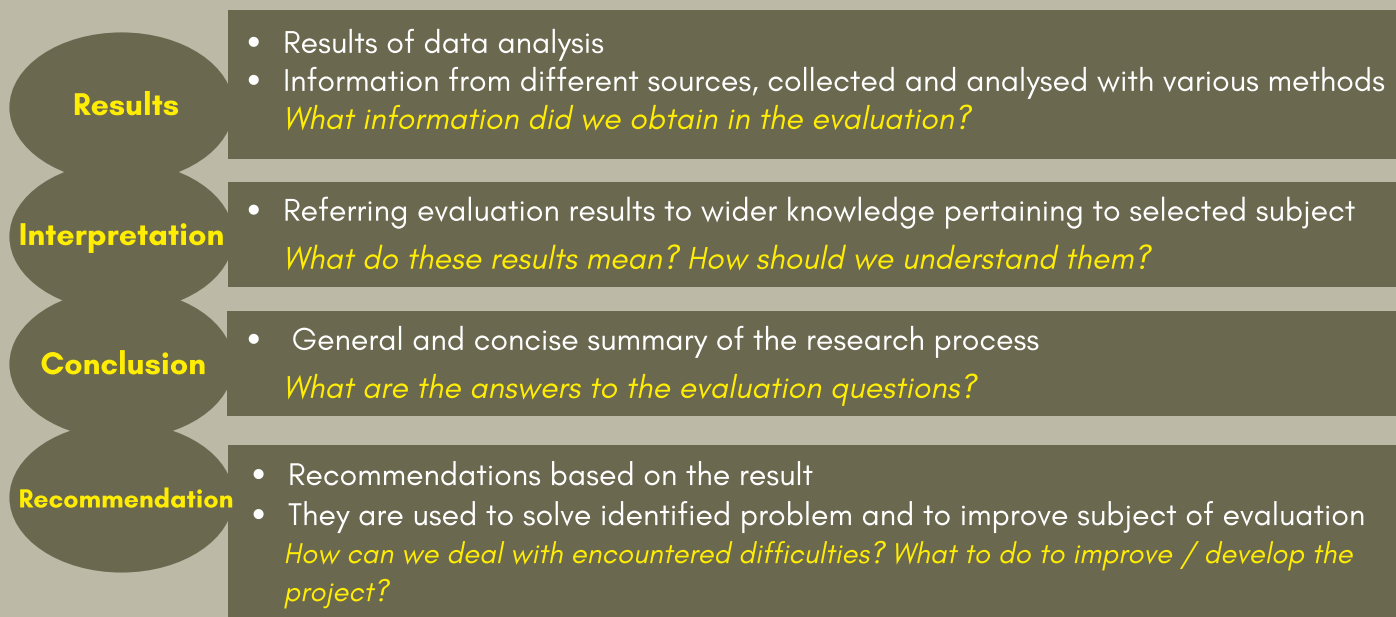 Results
• Results of data analysis
• Information from different sources, collected and analysed with various methods
What information did we obtain in the evaluation?
Interpretation
• Referring evaluation results to wider knowledge pertaining to selected subject
What do these results mean? How should we understand them?
Conclusion
• General and concise summary of the research process
What are the answers to the evaluation questions?
Recommendation
• Recommendations based on the result
• They are used to solve identified problem and to improve subject of evaluation
How can we deal with encountered difficulties? What to do to improve / develop the
project?